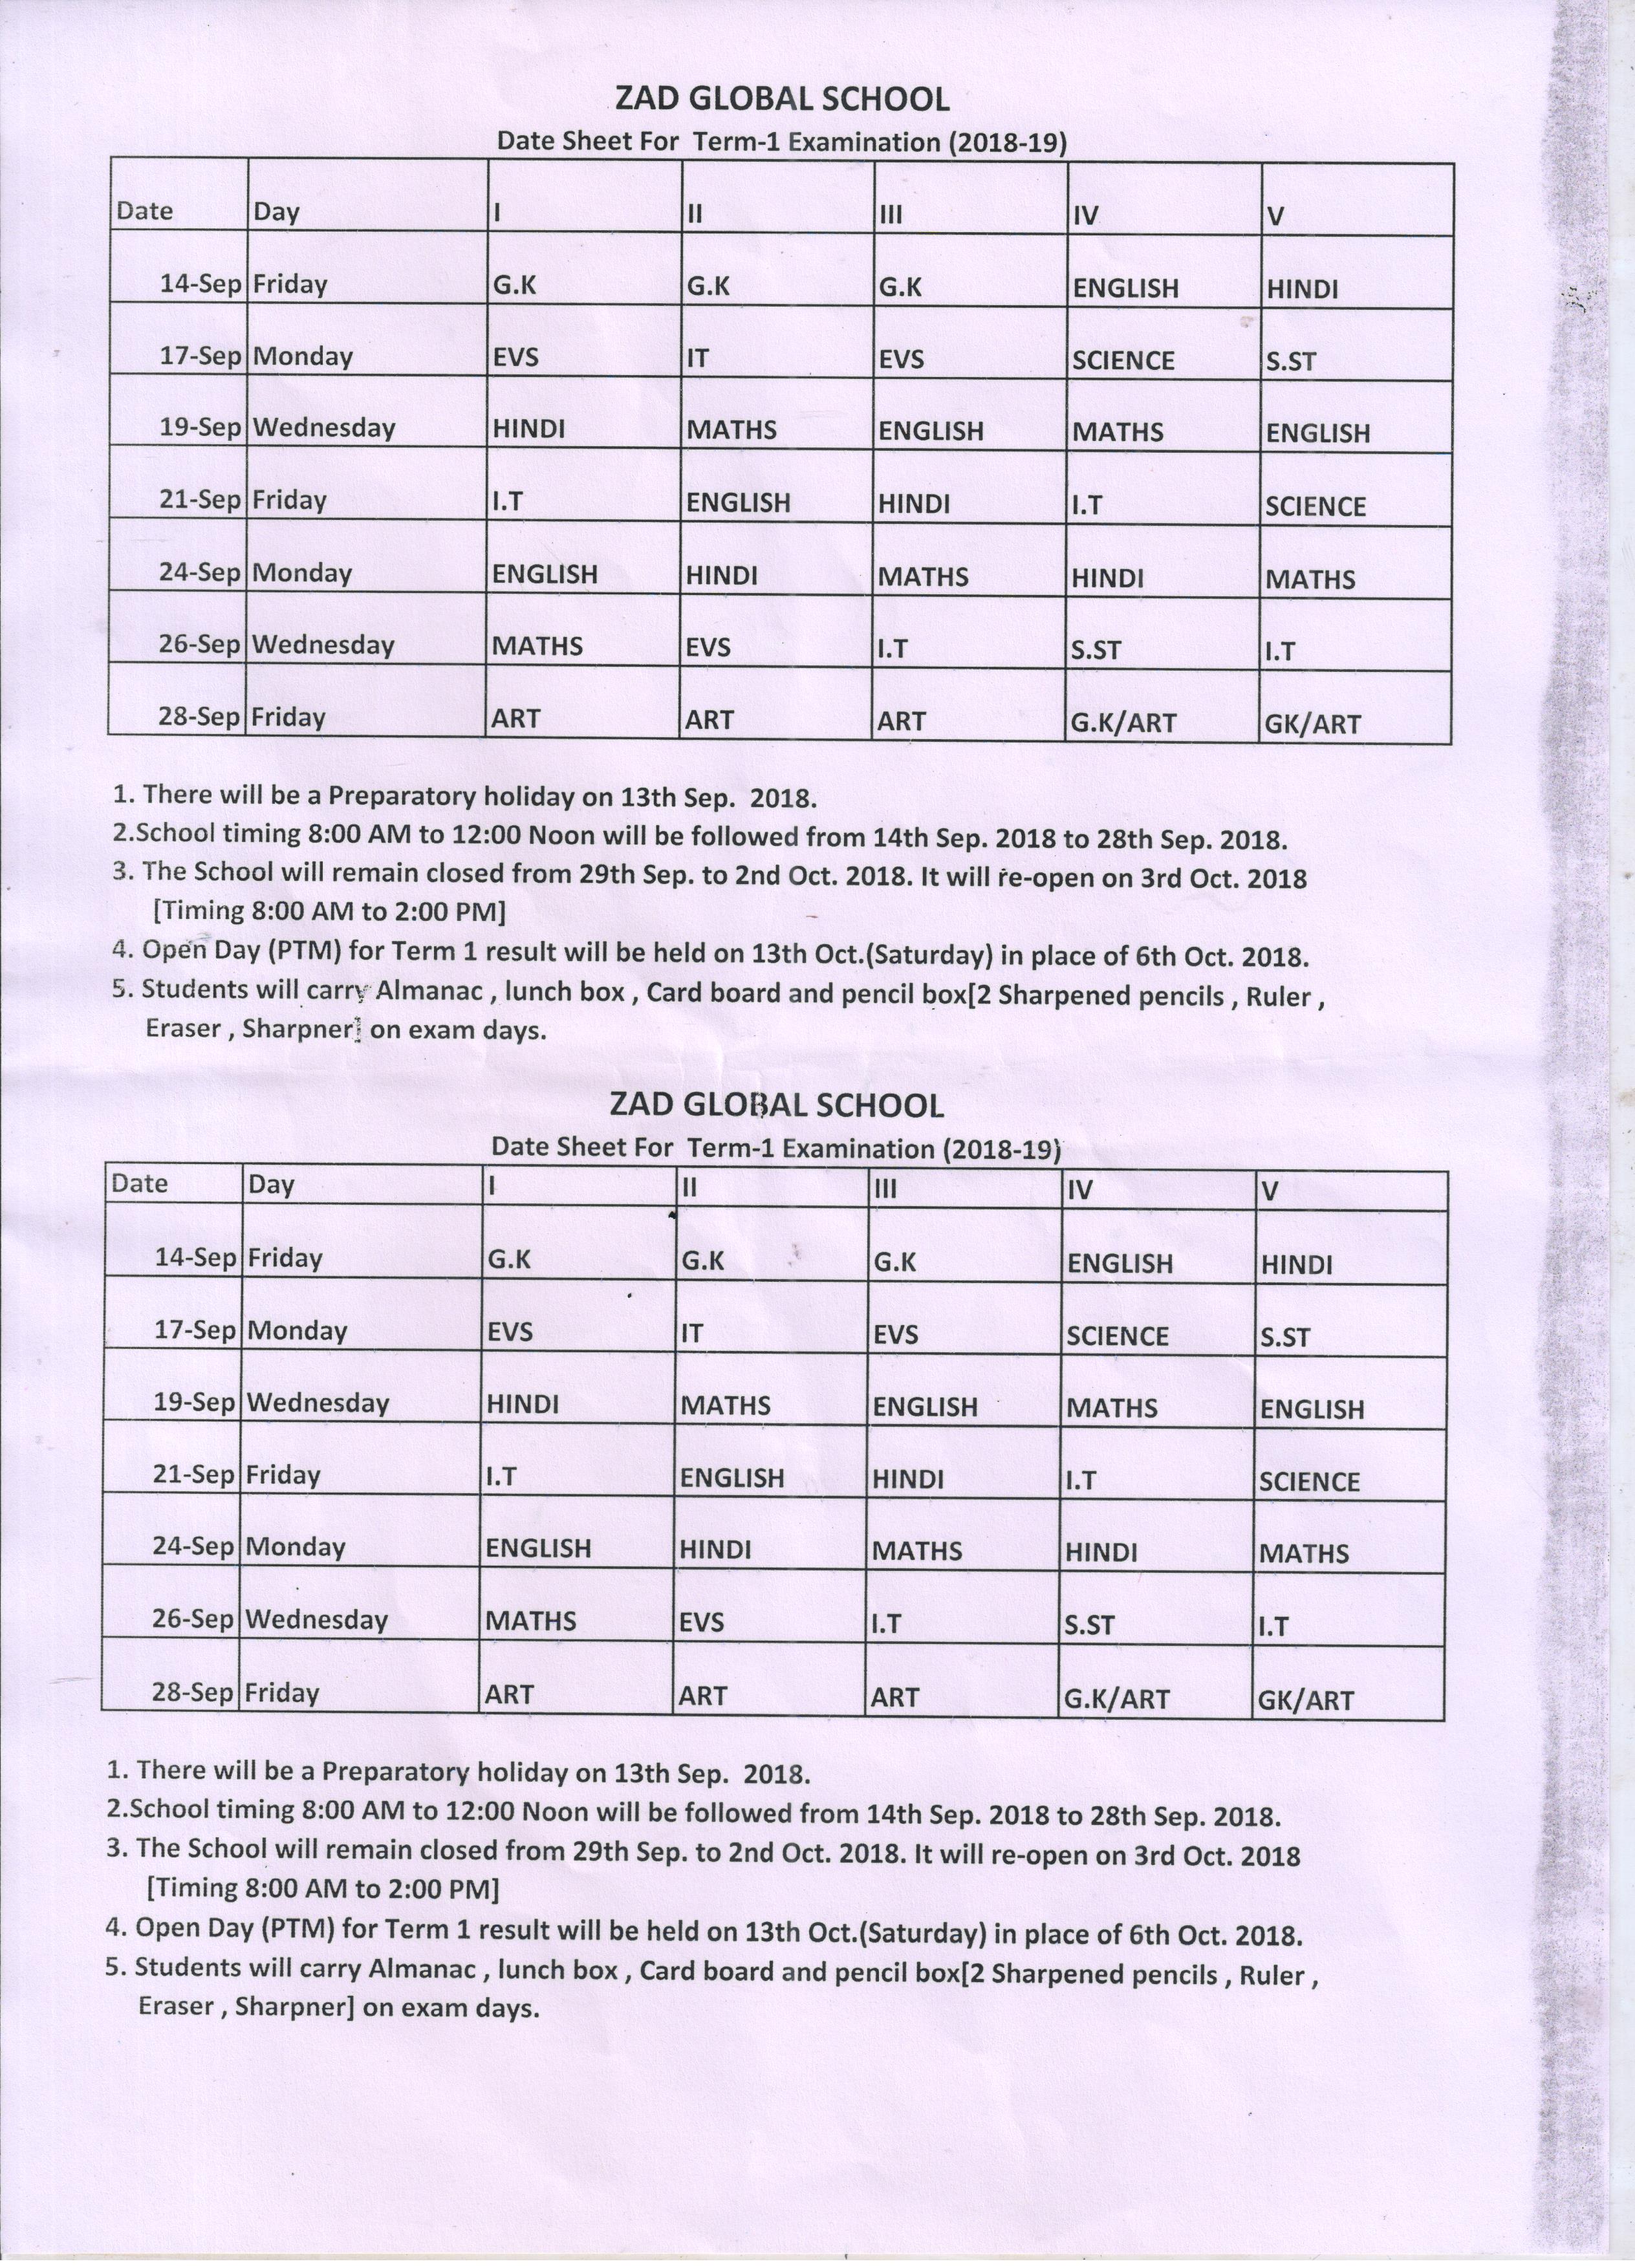 ZAD GLOBAL SCHOOL
Date Sheet For Term-1 Examination (2018-19)
Date Day I II III IV V
14-Sep Friday G.K G.K G.K ENGLISH HINDI
17-Sep Monday EVS IT EVS SCIENCE S.ST
19-Sep Wednesday HINDI MATHS ENGLISH MATHS ENGLISH
21-Sep Friday I.T ENGLISH HINDI I.T SCIENCE
24-Sep Monday ENGLISH HINDI MATHS HINDI MATHS
26-Sep Wednesday MATHS EVS I.T S.ST I.T
28-Sep Friday ART ART ART G.K/ART GK/ART
1. There will be a Preparatory holiday on 13th Sep. 2018.
2.School timing 8:00 AM to 12:00 Noon will be followed from 14th Sep. 2018 to 28th Sep. 2018.
3. The School will remain closed from 29th Sep. to 2nd Oct. 2018. It will re-open on 3rd Oct. 2018
[Timing 8:00 AM to 2:00 PM]
4. Open Day (PTM) for Term 1 result will be held on 13th Oct.(Saturday) in place of 6th Oct. 2018.
5. Students will carry Almanac , lunch box , Card board and pencil box[2 Sharpened pencils , Ruler ,
Eraser , Sharpner] on exam days.
ZAD GLOBAL SCHOOL
Date Sheet For Term-1 Examination (2018-19)
Date Day I II III IV V
14-Sep Friday G.K G.K G.K ENGLISH HINDI
17-Sep Monday EVS IT EVS SCIENCE S.ST
19-Sep Wednesday HINDI MATHS ENGLISH MATHS ENGLISH
21-Sep Friday I.T ENGLISH HINDI I.T SCIENCE
24-Sep Monday ENGLISH HINDI MATHS HINDI MATHS
26-Sep Wednesday MATHS EVS I.T S.ST I.T
28-Sep Friday ART ART ART G.K/ART GK/ART
1. There will be a Preparatory holiday on 13th Sep. 2018.
2.School timing 8:00 AM to 12:00 Noon will be followed from 14th Sep. 2018 to 28th Sep. 2018.
3. The School will remain closed from 29th Sep. to 2nd Oct. 2018. It will re-open on 3rd Oct. 2018
[Timing 8:00 AM to 2:00 PM]
4. Open Day (PTM) for Term 1 result will be held on 13th Oct.(Saturday) in place of 6th Oct. 2018.
5. Students will carry Almanac , lunch box , Card board and pencil box[2 Sharpened pencils , Ruler ,
Eraser , Sharpner] on exam days.